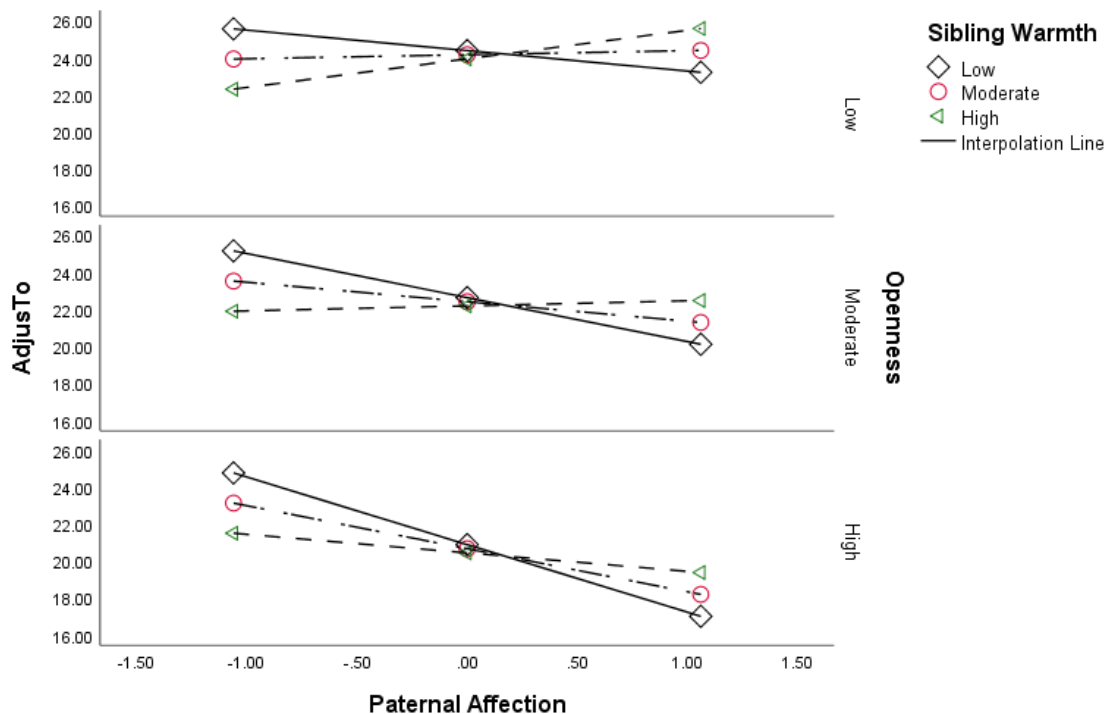 AdjusTo
26.00
24.00
22.00
20.00
18.00
16.00
Low
26.00
24.00
22.00
20.00
18.00
16.00
Moderate
26.00
24.00
22.00
20.00
18.00
16.00
High
Openness
-1.50 -1.00 -.50 .00 .50 1.00 1.50
Paternal Affection
Sibling Warmth
Low
Moderate
High
Interpolation Line